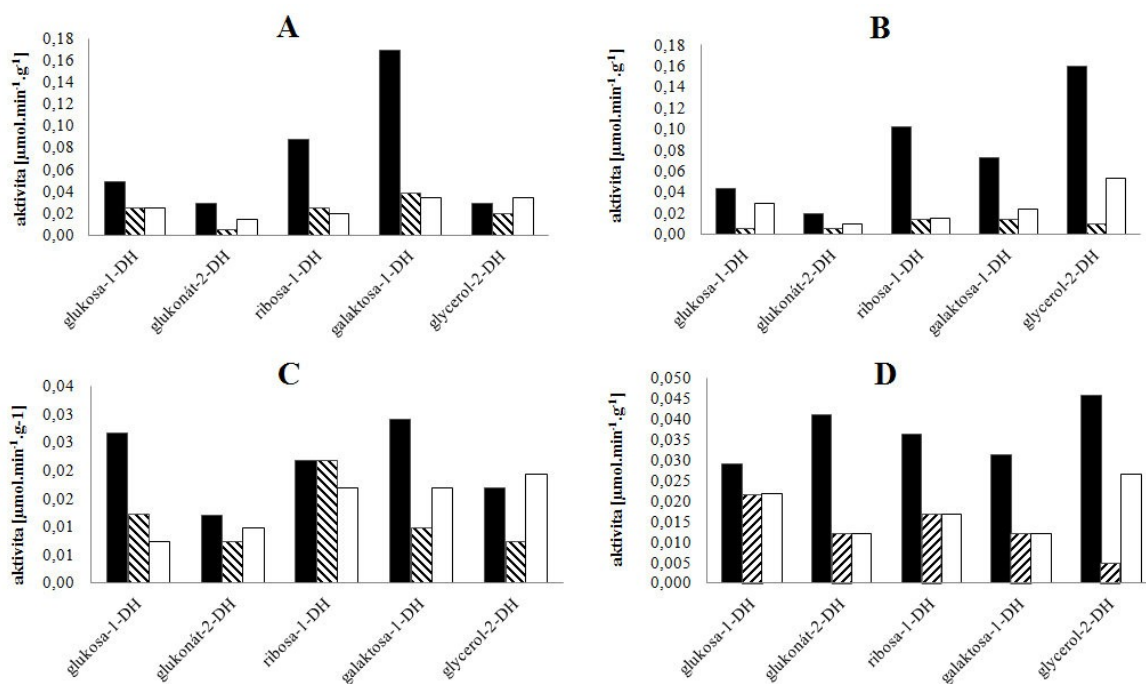 A
aktivita [µmol.min⁻¹.g⁻¹]
0,18
0,16
0,14
0,12
0,10
0,08
0,06
0,04
0,02
0,00
glukosa-1-DH
glukonát-2-DH
ribosa-1-DH
galaktosa-1-DH
glycerol-2-DH
B
aktivita [µmol.min⁻¹.g⁻¹]
0,18
0,16
0,14
0,12
0,10
0,08
0,06
0,04
0,02
0,00
glukosa-1-DH
glukonát-2-DH
ribosa-1-DH
galaktosa-1-DH
glycerol-2-DH
C
aktivita [µmol.min⁻¹.g-1]
0,04
0,03
0,03
0,02
0,02
0,01
0,01
0,00
glukosa-1-DH
glukonát-2-DH
ribosa-1-DH
galaktosa-1-DH
glycerol-2-DH
D
aktivita [µmol.min⁻¹.g⁻¹]
0,050
0,045
0,040
0,035
0,030
0,025
0,020
0,015
0,010
0,005
0,000
glukosa-1-DH
glukonát-2-DH
ribosa-1-DH
galaktosa-1-DH
glycerol-2-DH